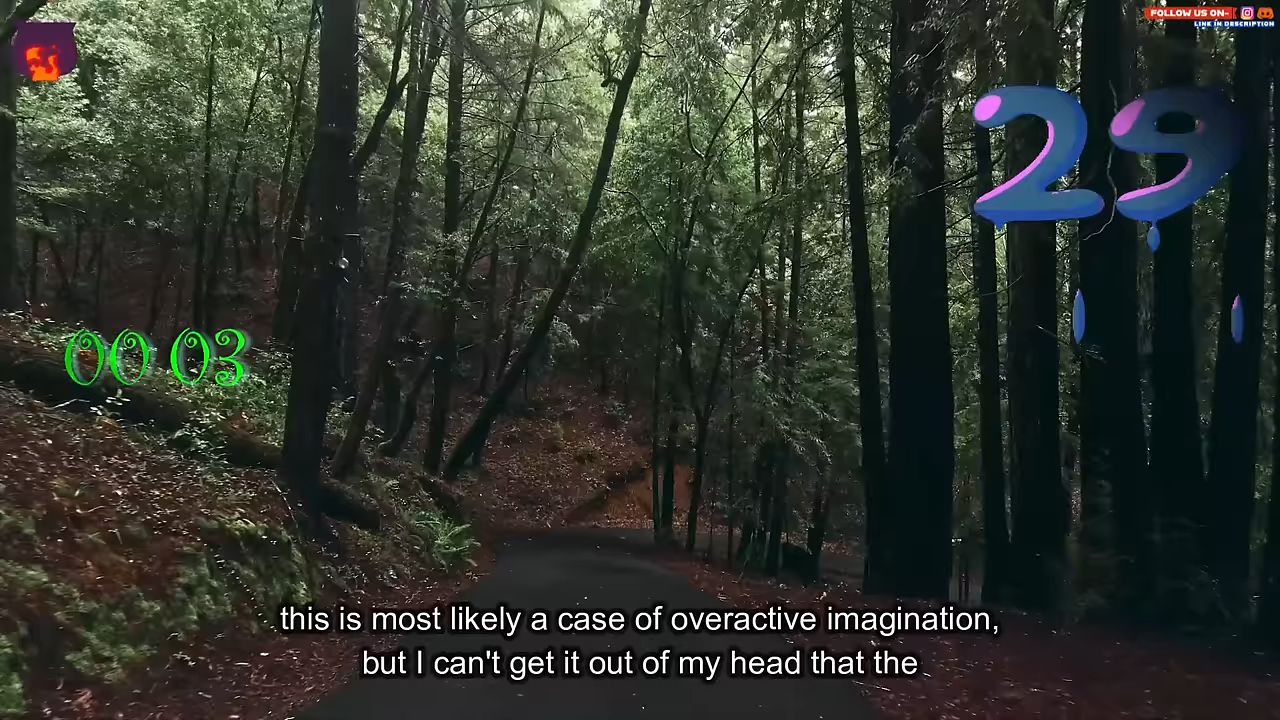 FOLLOW US ON-
LINK IN DESCRIPTION
29
00 03
this is most likely a case of overactive imagination,
but I can't get it out of my head that the